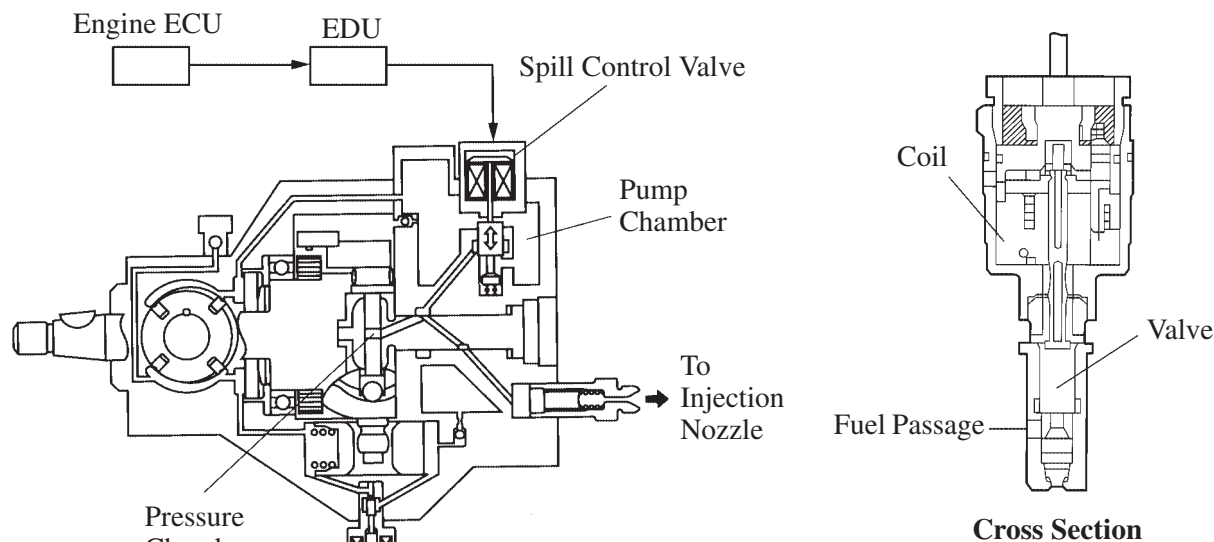 Engine ECU
EDU
Spill Control Valve
Pump
Chamber
To
Injection
Nozzle
Pressure
Coil
Valve
Fuel Passage
Cross Section